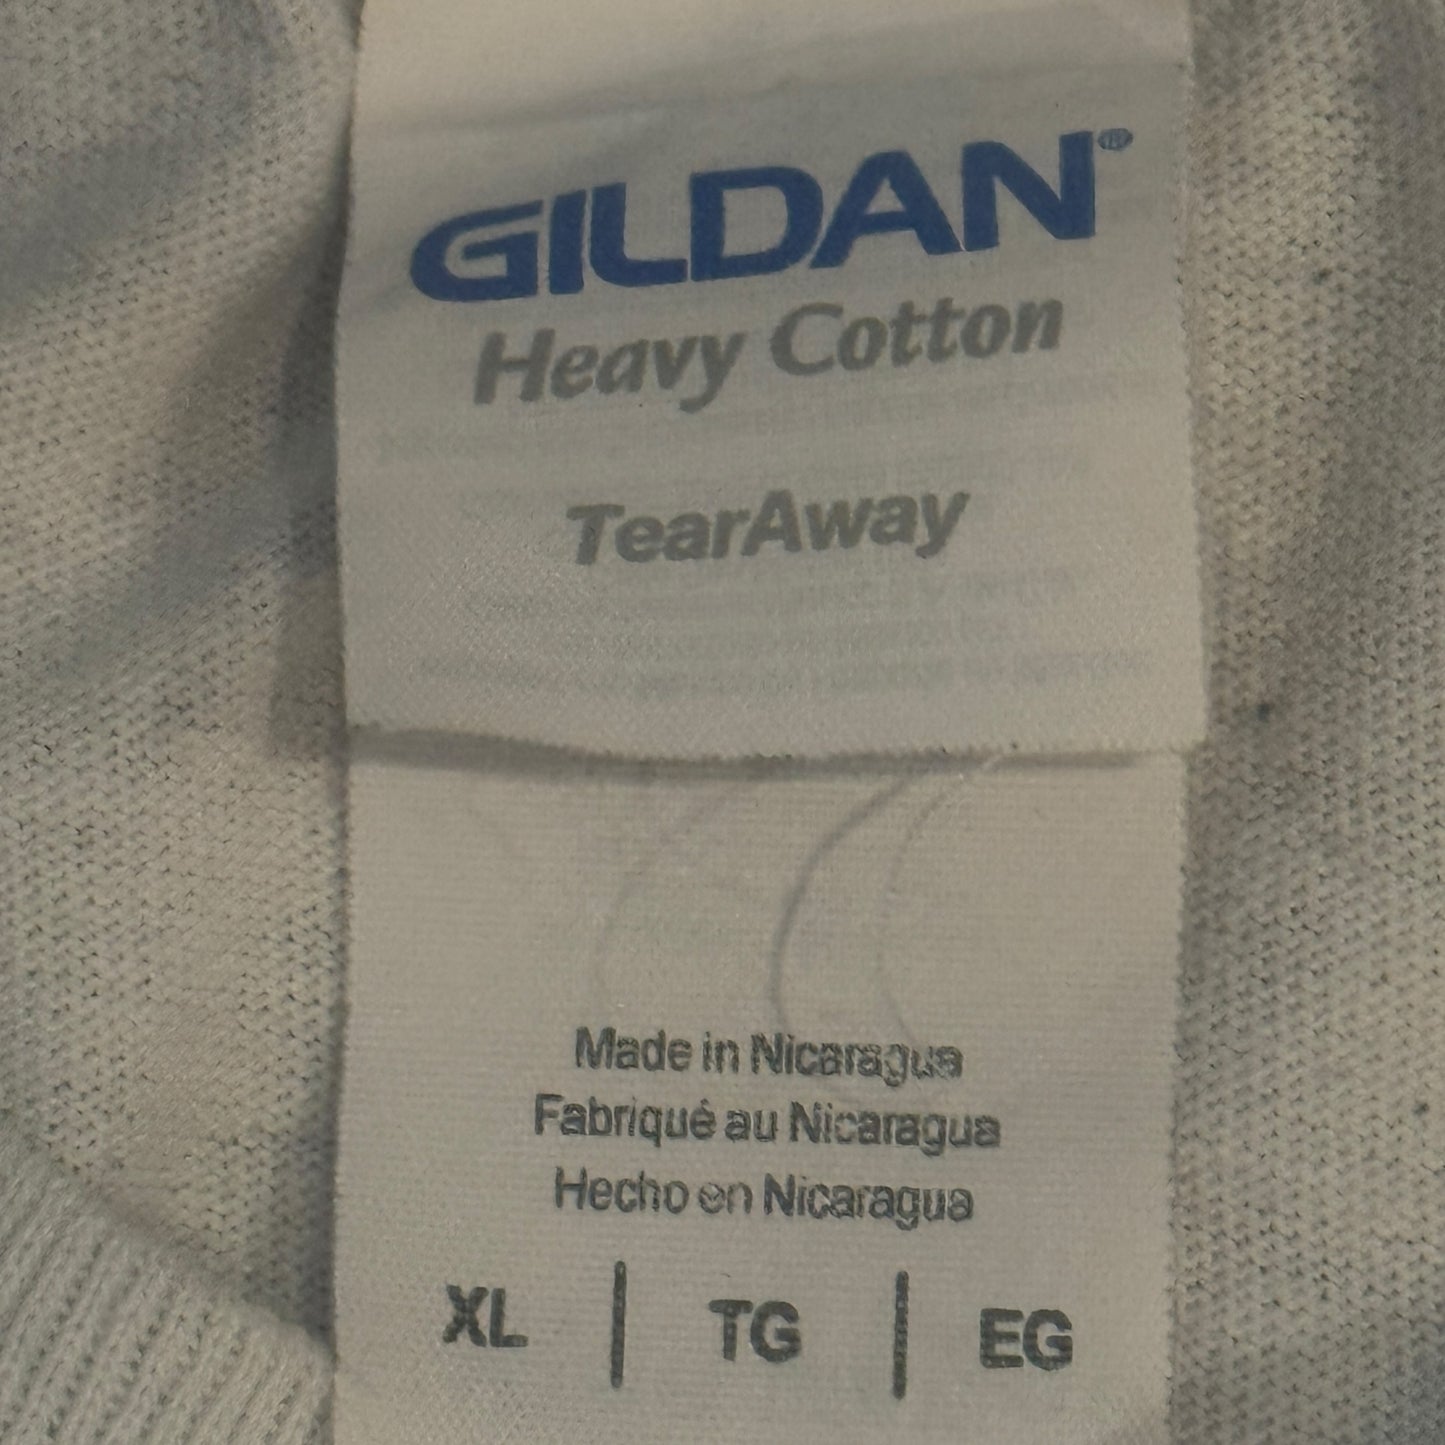 GILDAN®
Heavy Cotton
TearAway
Made in Nicaragua
Fabriqué au Nicaragua
Hecho en Nicaragua
XL | TG | EG